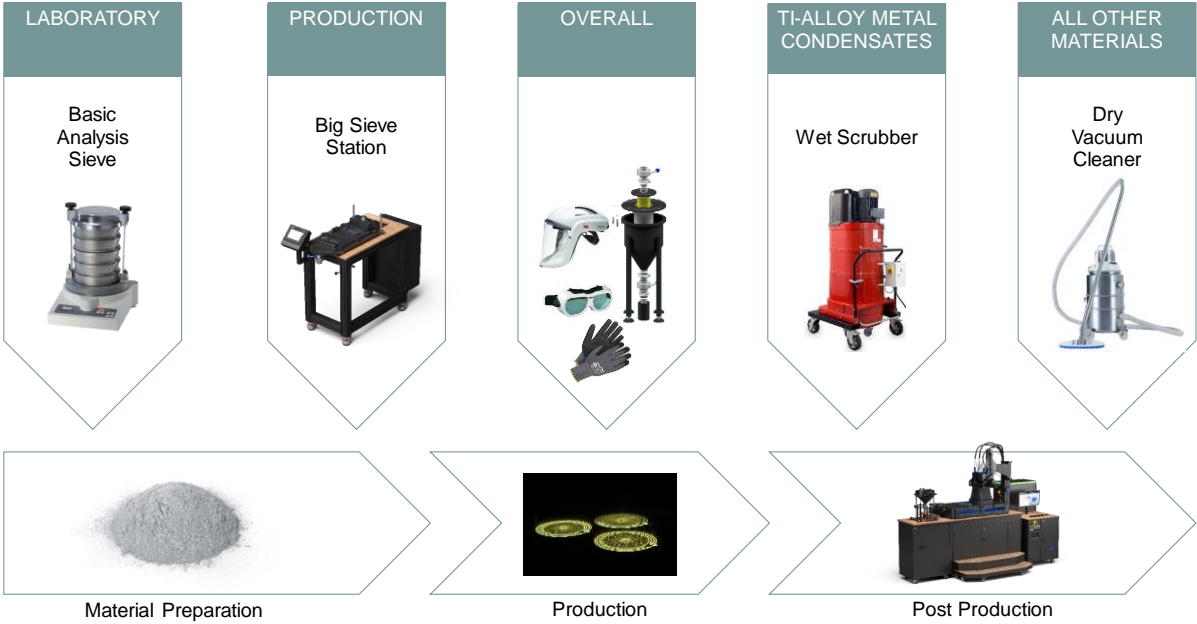 LABORATORY
PRODUCTION
OVERALL
TI-ALLOY METAL
CONDENSATES
ALL OTHER
MATERIALS
Basic
Analysis
Sieve
Big Sieve
Station
Wet Scrubber
Dry
Vacuum
Cleaner
Material Preparation
Production
Post Production